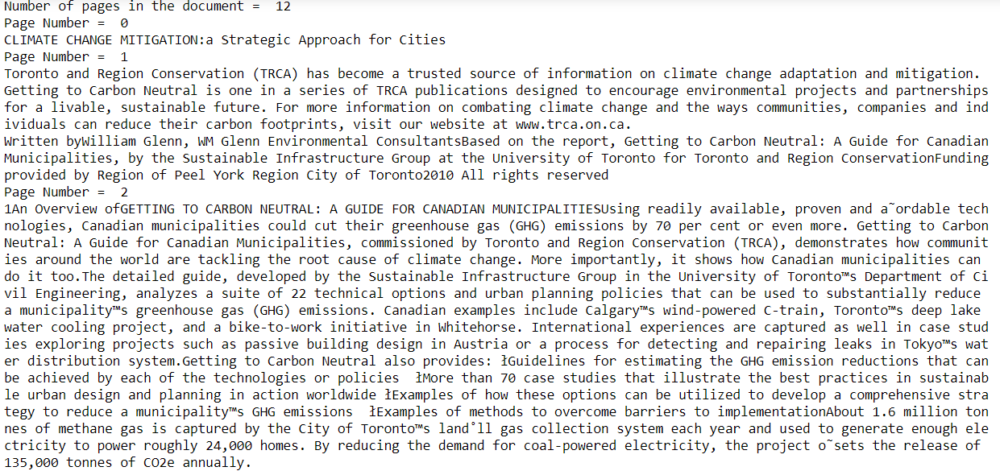 Number of pages in the document =  12
Page Number =  0
CLIMATE CHANGE MITIGATION:a Strategic Approach for Cities
Page Number =  1
Toronto and Region Conservation (TRCA) has become a trusted source of information on climate change adaptation and mitigation.
Getting to Carbon Neutral is one in a series of TRCA publications designed to encourage environmental projects and partnerships
for a livable, sustainable future. For more information on combating climate change and the ways communities, companies and ind
ividuals can reduce their carbon footprints, visit our website at www.trca.on.ca.
Written byWilliam Glenn, WM Glenn Environmental ConsultantsBased on the report, Getting to Carbon Neutral: A Guide for Canadian
Municipalities, by the Sustainable Infrastructure Group at the University of Toronto for Toronto and Region ConservationFunding
provided by Region of Peel York Region City of Toronto2010 All rights reserved
Page Number =  2
1An Overview ofGETTING TO CARBON NEUTRAL: A GUIDE FOR CANADIAN MUNICIPALITIESUsing readily available, proven and a˜ordable tech
nologies, Canadian municipalities could cut their greenhouse gas (GHG) emissions by 70 per cent or even more. Getting to Carbon
Neutral: A Guide for Canadian Municipalities, commissioned by Toronto and Region Conservation (TRCA), demonstrates how communit
ies around the world are tackling the root cause of climate change. More importantly, it shows how Canadian municipalities can
do it too.The detailed guide, developed by the Sustainable Infrastructure Group in the University of Toronto™s Department of Ci
vil Engineering, analyzes a suite of 22 technical options and urban planning policies that can be used to substantially reduce
a municipality™s greenhouse gas (GHG) emissions. Canadian examples include Calgary™s wind-powered C-train, Toronto™s deep lake
water cooling project, and a bike-to-work initiative in Whitehorse. International experiences are captured as well in case stud
ies exploring projects such as passive building design in Austria or a process for detecting and repairing leaks in Tokyo™s wat
er distribution system.Getting to Carbon Neutral also provides: łGuidelines for estimating the GHG emission reductions that can
be achieved by each of the technologies or policies  łMore than 70 case studies that illustrate the best practices in sustainab
le urban design and planning in action worldwide łExamples of how these options can be utilized to develop a comprehensive stra
tegy to reduce a municipality™s GHG emissions  łExamples of methods to overcome barriers to implementationAbout 1.6 million ton
nes of methane gas is captured by the City of Toronto™s land˚ll gas collection system each year and used to generate enough ele
ctricity to power roughly 24,000 homes. By reducing the demand for coal-powered electricity, the project o˜sets the release of
135,000 tonnes of CO2e annually.